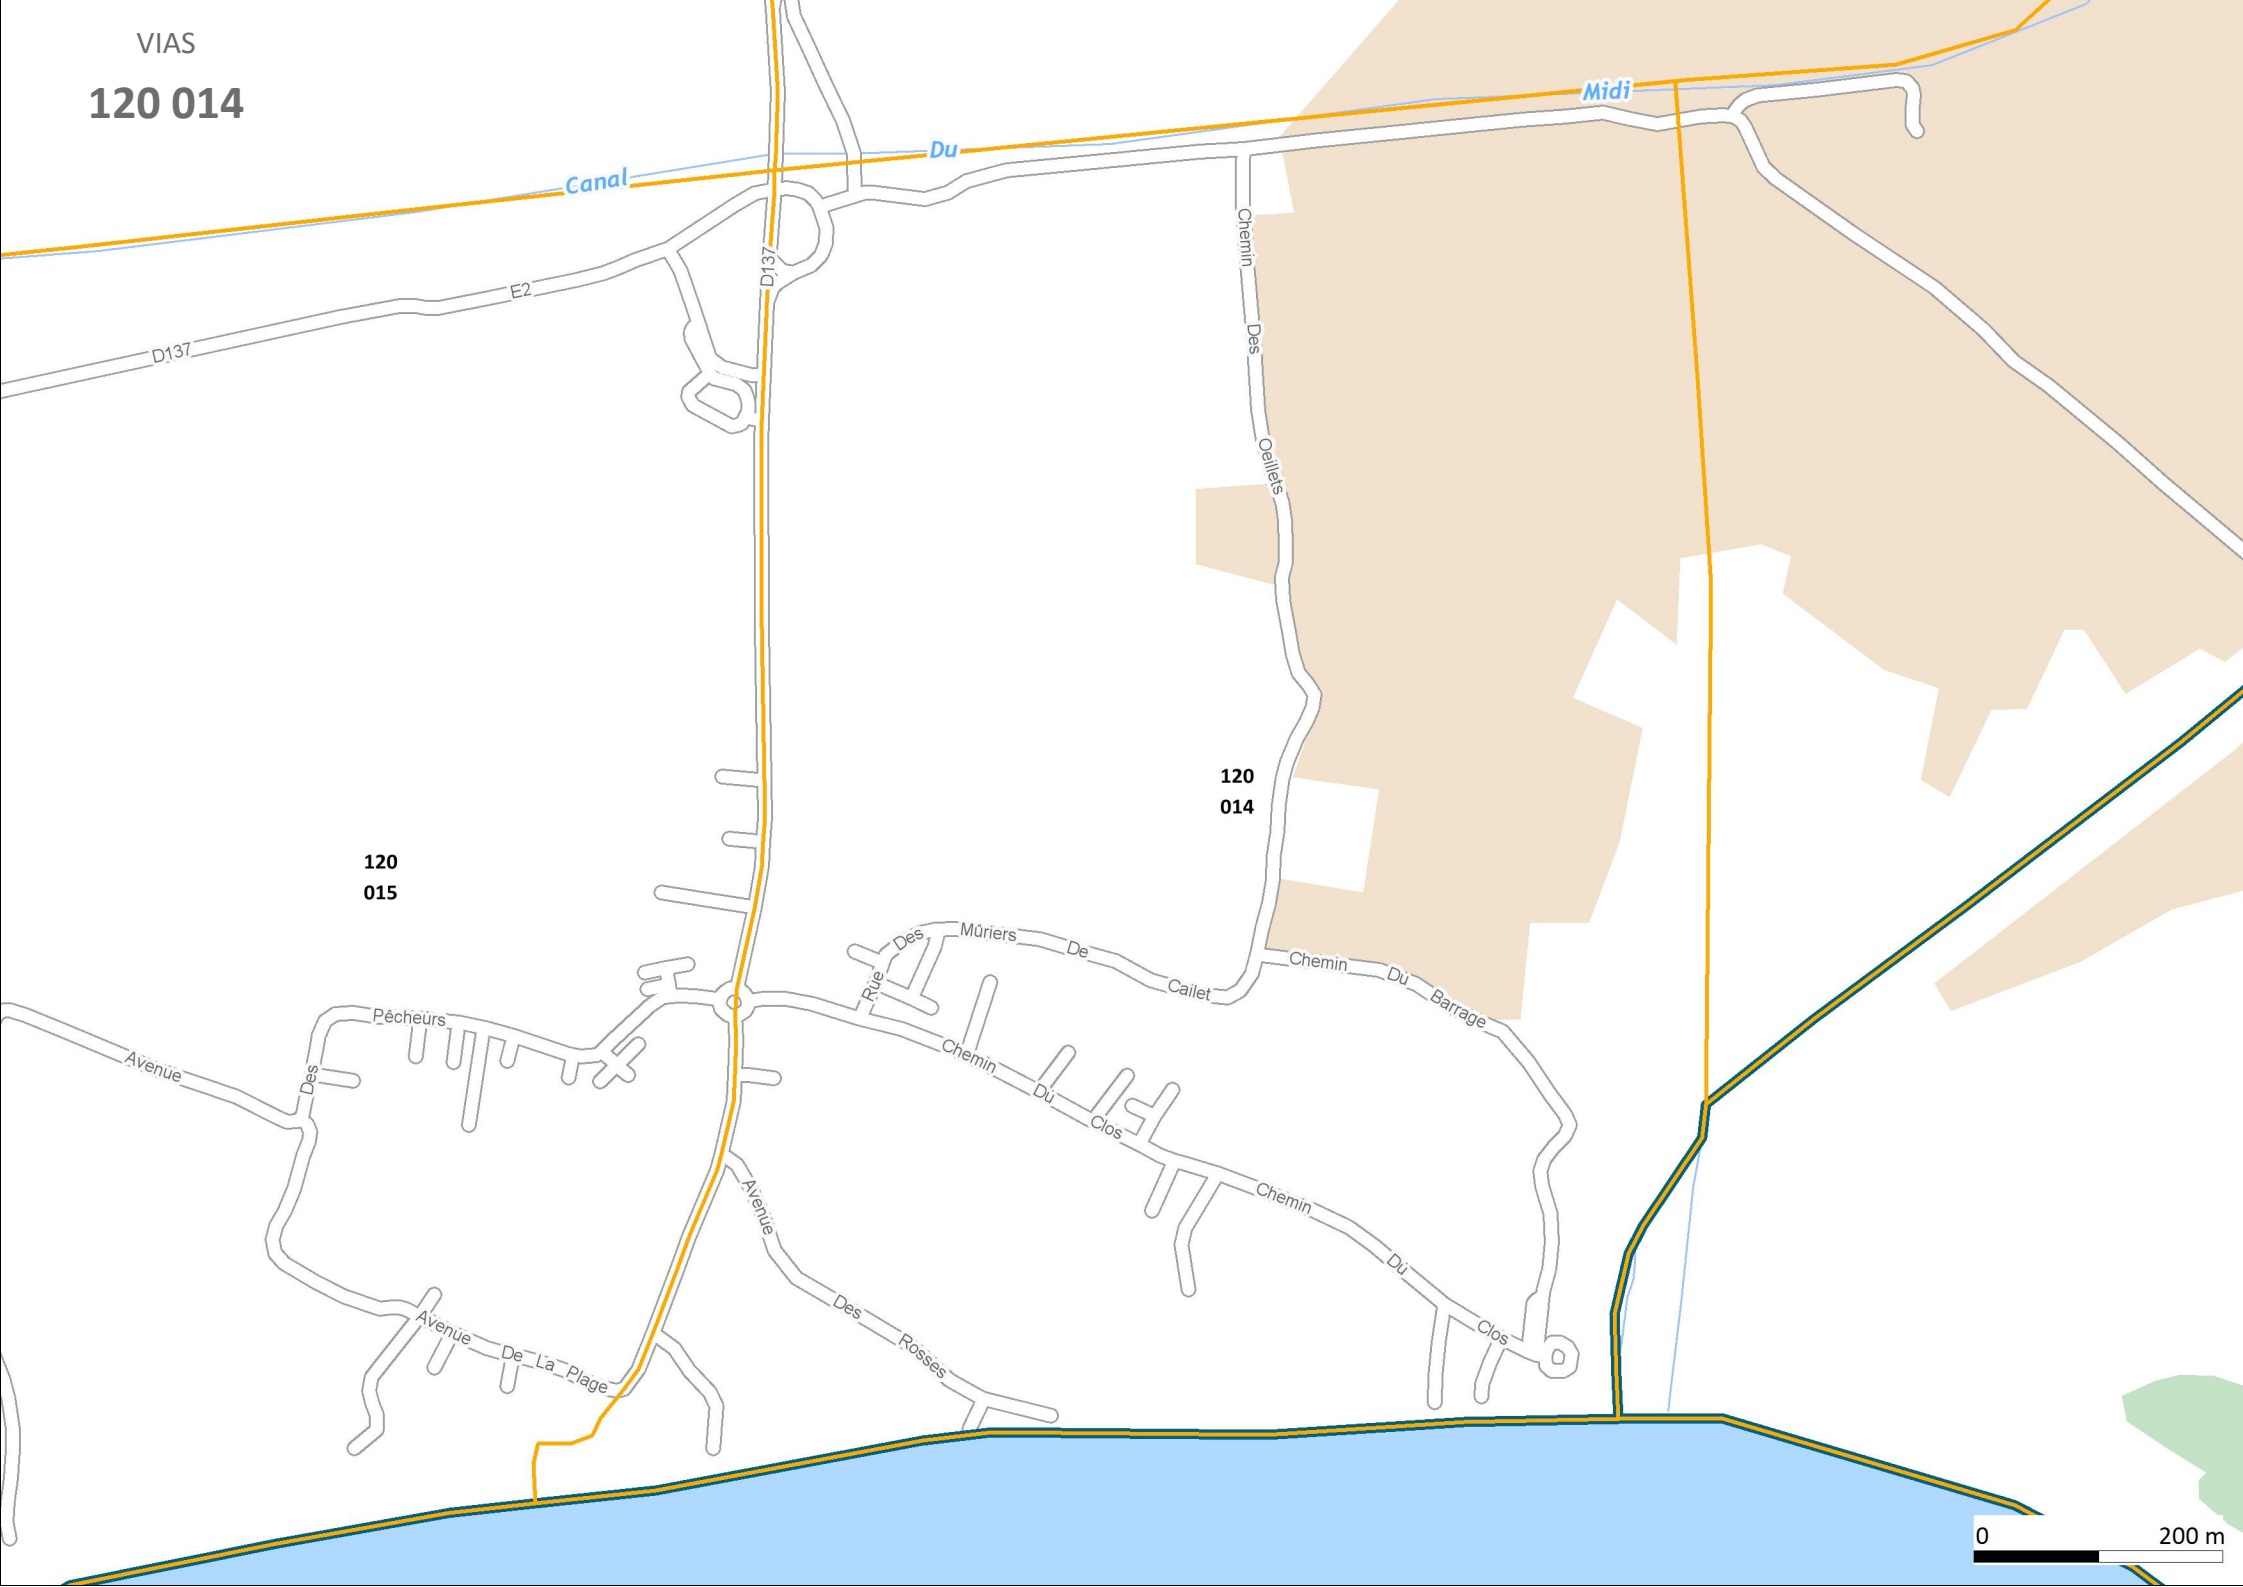 VIAS
120 014
Canal Du Midi
D137
E2
D137
Chemin Des Oeillets
120
014
120
015
Rue Des Mûriers De Cailet
Chemin Du Barrage
Pêcheurs
Des
Avenue
Chemin Du Clos
Chemin Du Clos
Avenue Des Rosses
Avenue De La Plage
0 200 m